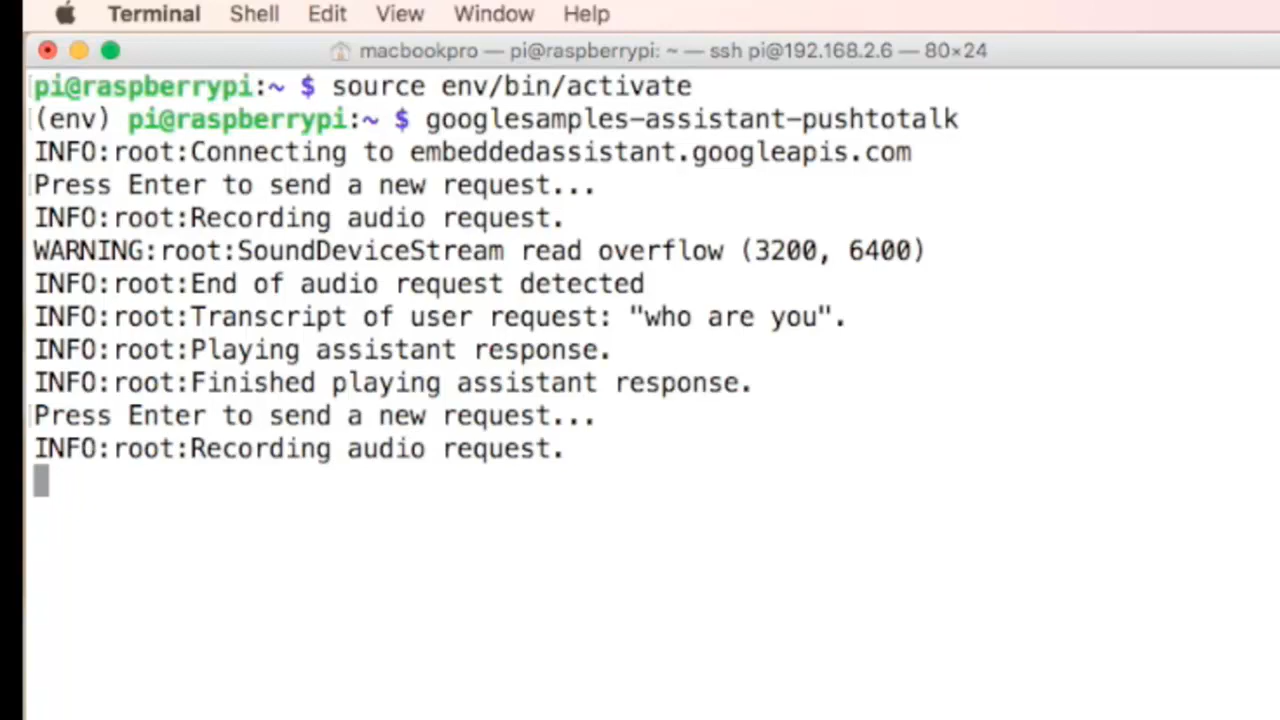 Terminal Shell Edit View Window Help
macbookpro — pi@raspberrypi: ~ — ssh pi@192.168.2.6 — 80×24
pi@raspberrypi:~ $ source env/bin/activate
(env) pi@raspberrypi:~ $ googlesamples-assistant-pushtotalk
INFO:root:Connecting to embeddedassistant.googleapis.com
Press Enter to send a new request...
INFO:root:Recording audio request.
WARNING:root:SoundDeviceStream read overflow (3200, 6400)
INFO:root:End of audio request detected
INFO:root:Transcript of user request: "who are you".
INFO:root:Playing assistant response.
INFO:root:Finished playing assistant response.
Press Enter to send a new request...
INFO:root:Recording audio request.